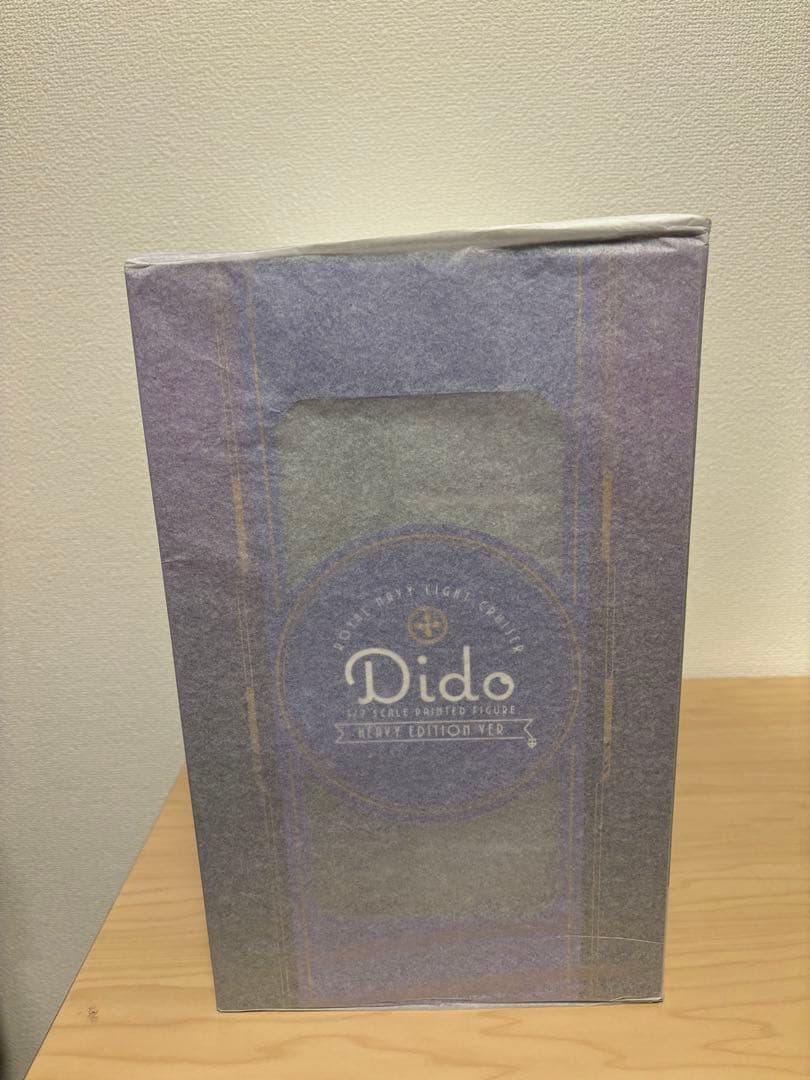 ROYAL NAVY LIGHT CRUISER
Dido
1/7 SCALE PAINTED FIGURE
HEAVY EDITION VER